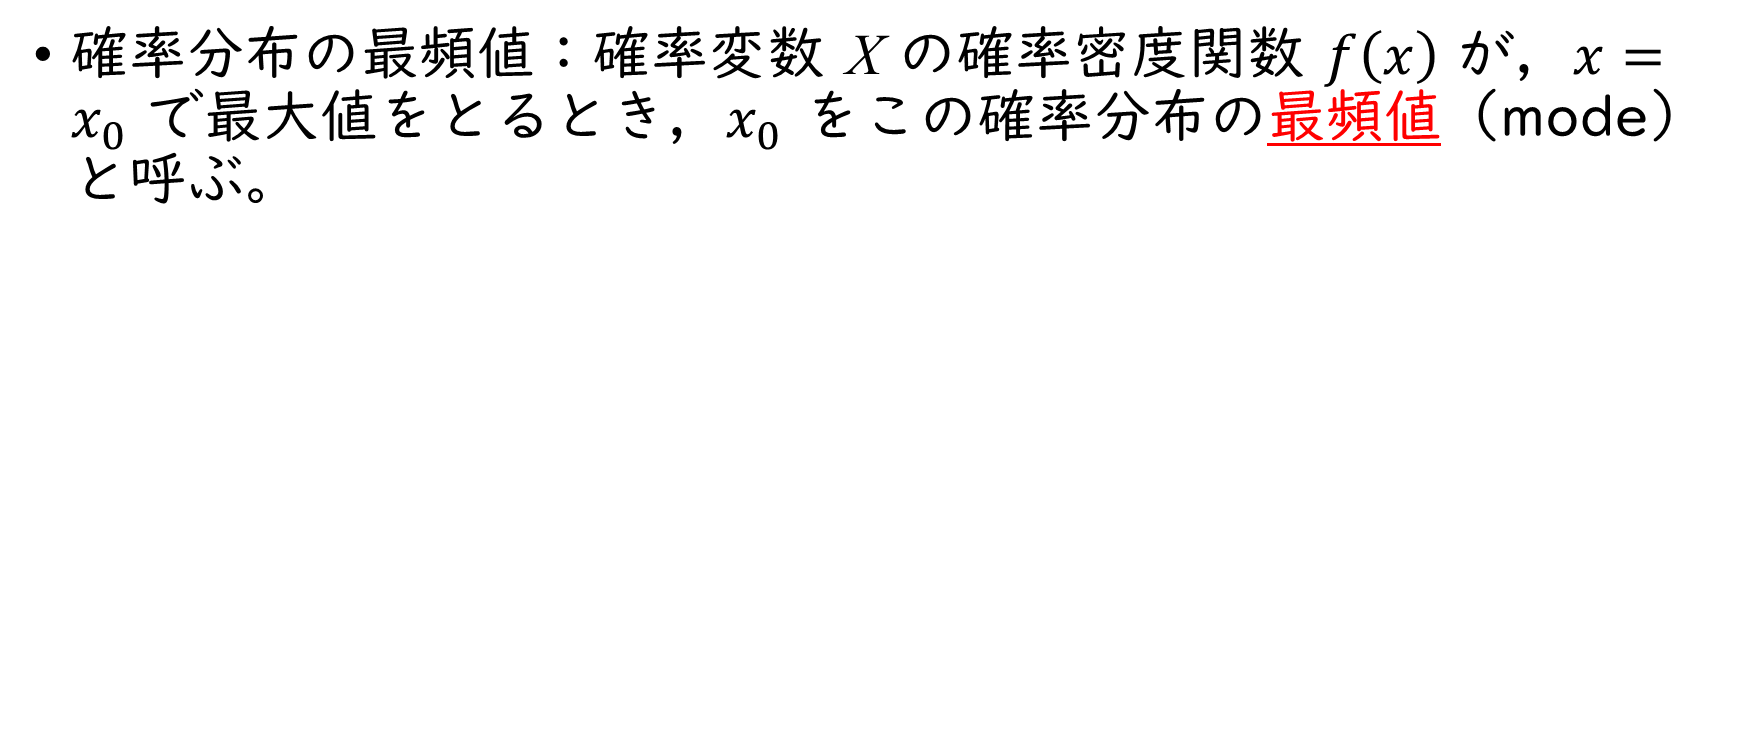 • 確率分布の最頻値：確率変数 X の確率密度関数 f(x) が，x =
x₀ で最大値をとるとき，x₀ をこの確率分布の最頻値（mode）
と呼ぶ。